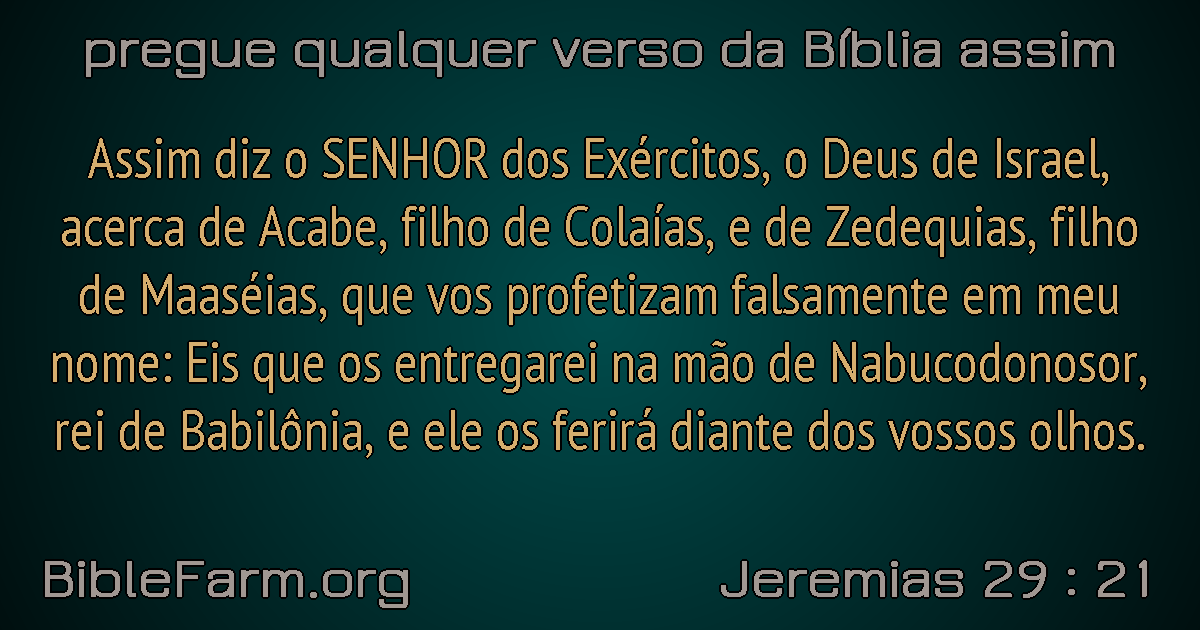 pregue qualquer verso da Bíblia assim
Assim diz o SENHOR dos Exércitos, o Deus de Israel,
acerca de Acabe, filho de Colaías, e de Zedequias, filho
de Maaséias, que vos profetizam falsamente em meu
nome: Eis que os entregarei na mão de Nabucodonosor,
rei de Babilônia, e ele os ferirá diante dos vossos olhos.
BibleFarm.org
Jeremias 29 : 21